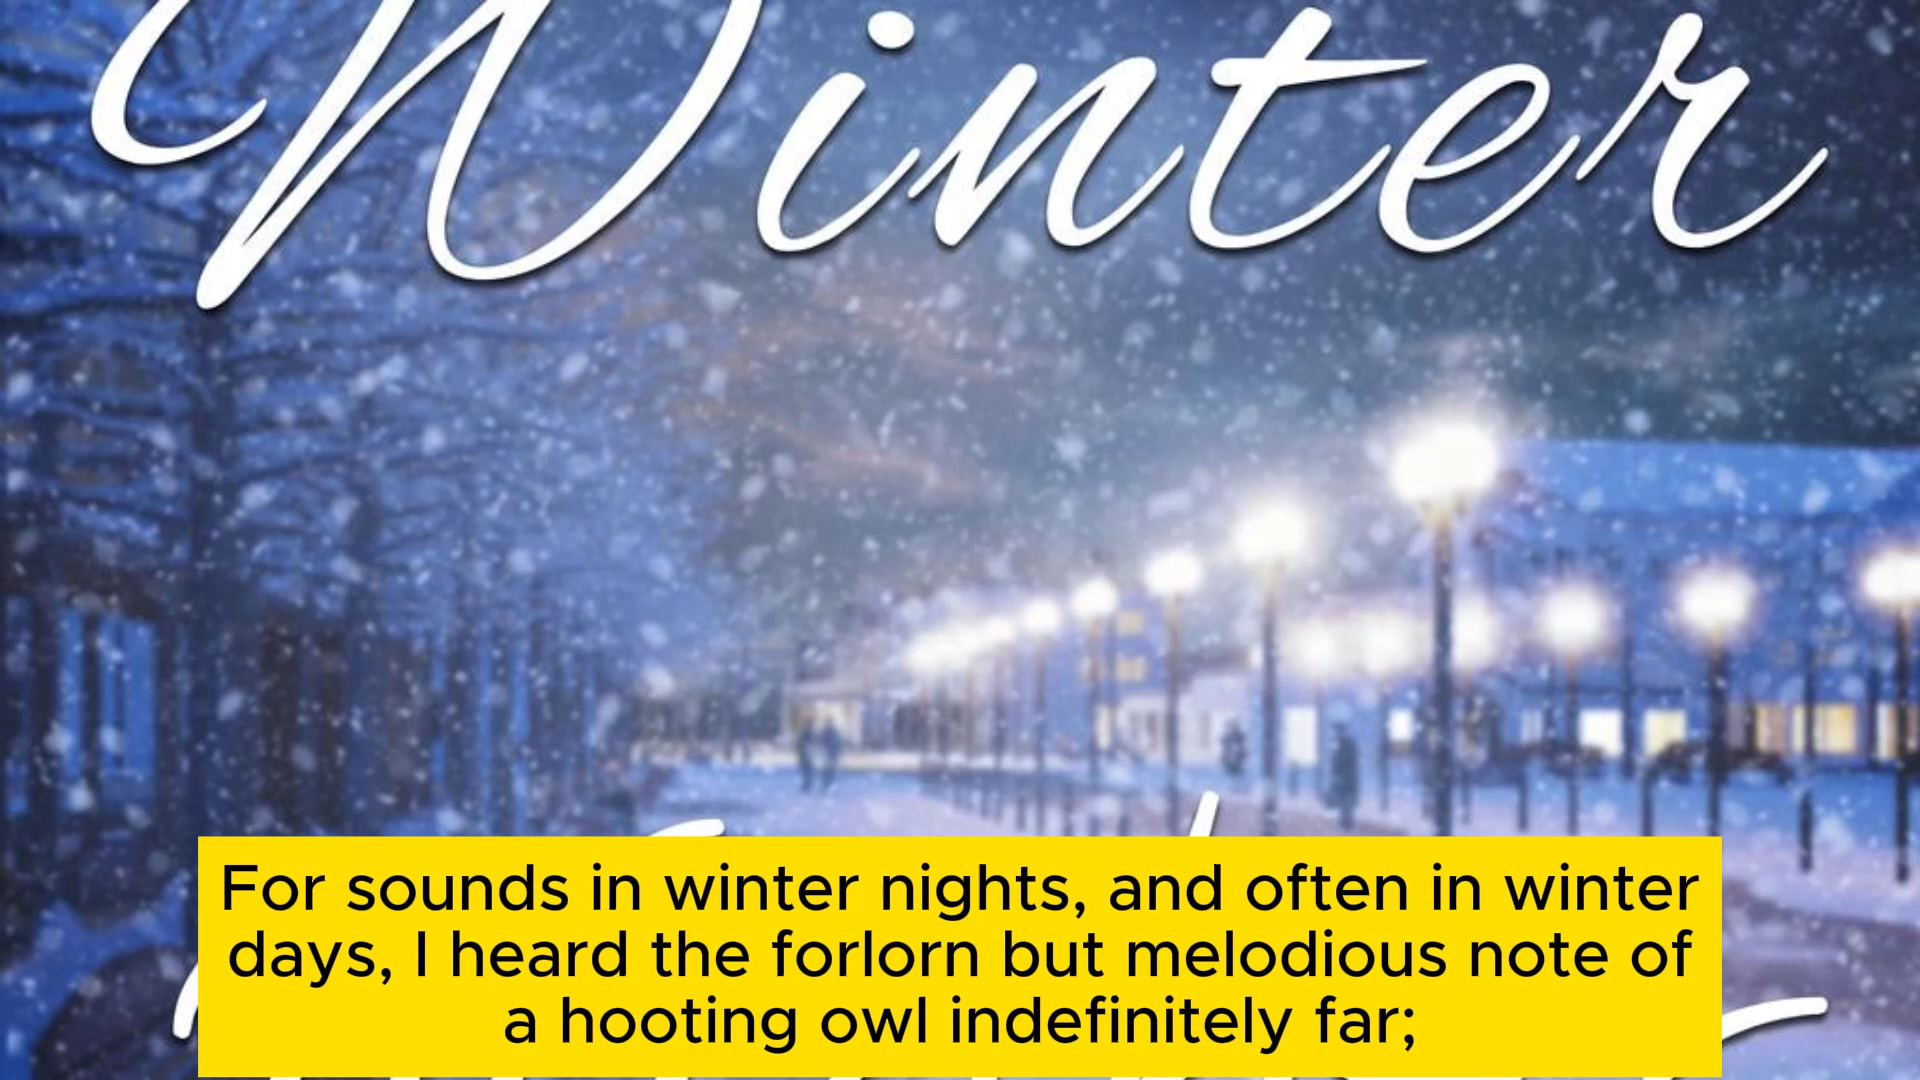 Winter
For sounds in winter nights, and often in winter
days, I heard the forlorn but melodious note of
a hooting owl indefinitely far;